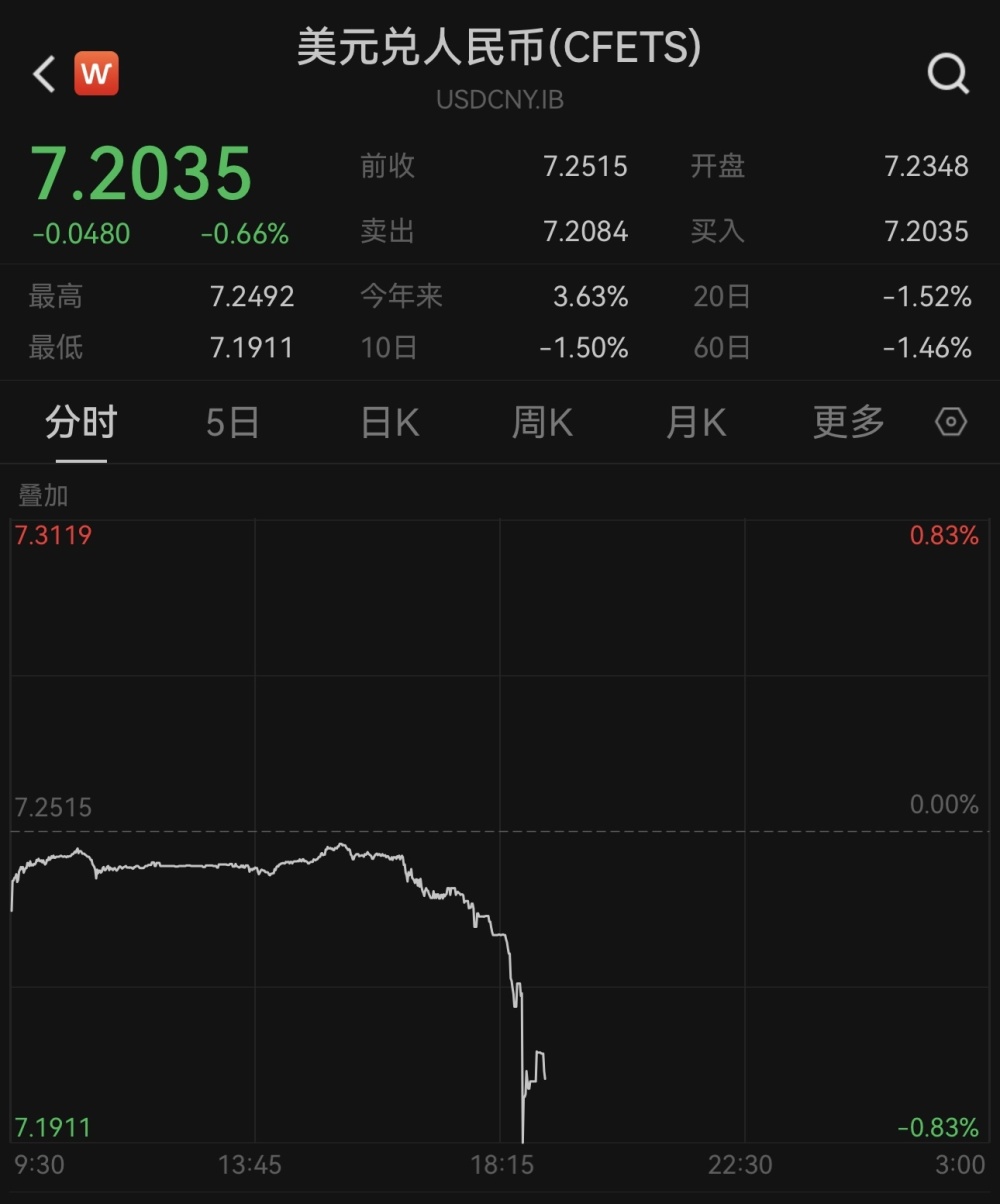 美元兑人民币(CFETS)
W
USDCNY.IB
7.2035 前收 7.2515 开盘 7.2348
-0.0480 -0.66% 卖出 7.2084 买入 7.2035
最高 7.2492 今年来 3.63% 20日 -1.52%
最低 7.1911 10日 -1.50% 60日 -1.46%
分时 5日 日K 周K 月K 更多
叠加
7.3119 0.83%
7.2515 0.00%
7.1911 -0.83%
9:30 13:45 18:15 22:30 3:00